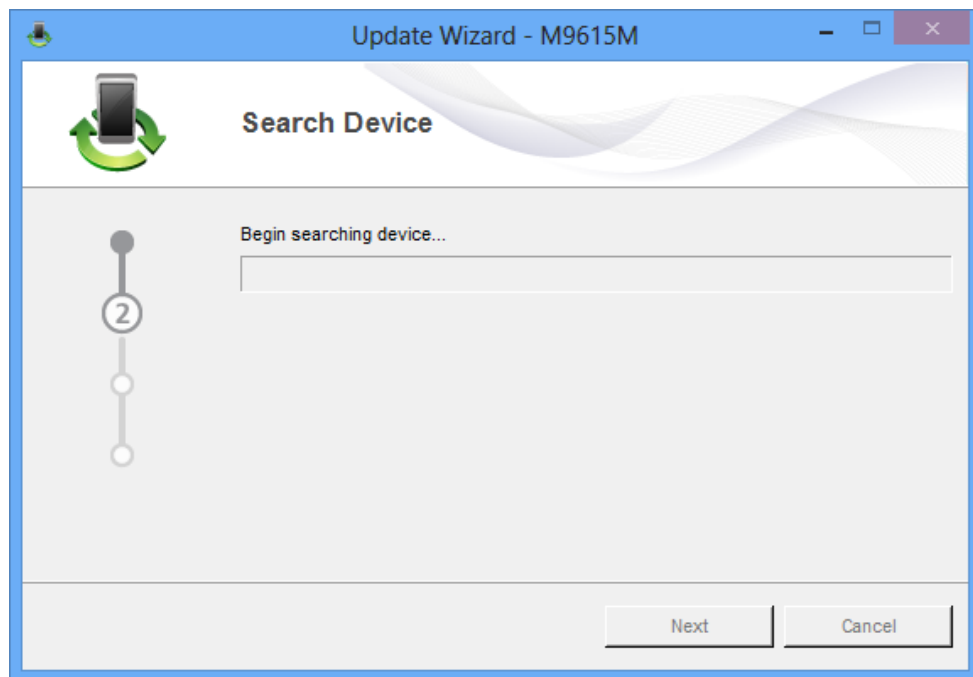 Update Wizard - M9615M
Search Device
Begin searching device...
2
Next
Cancel